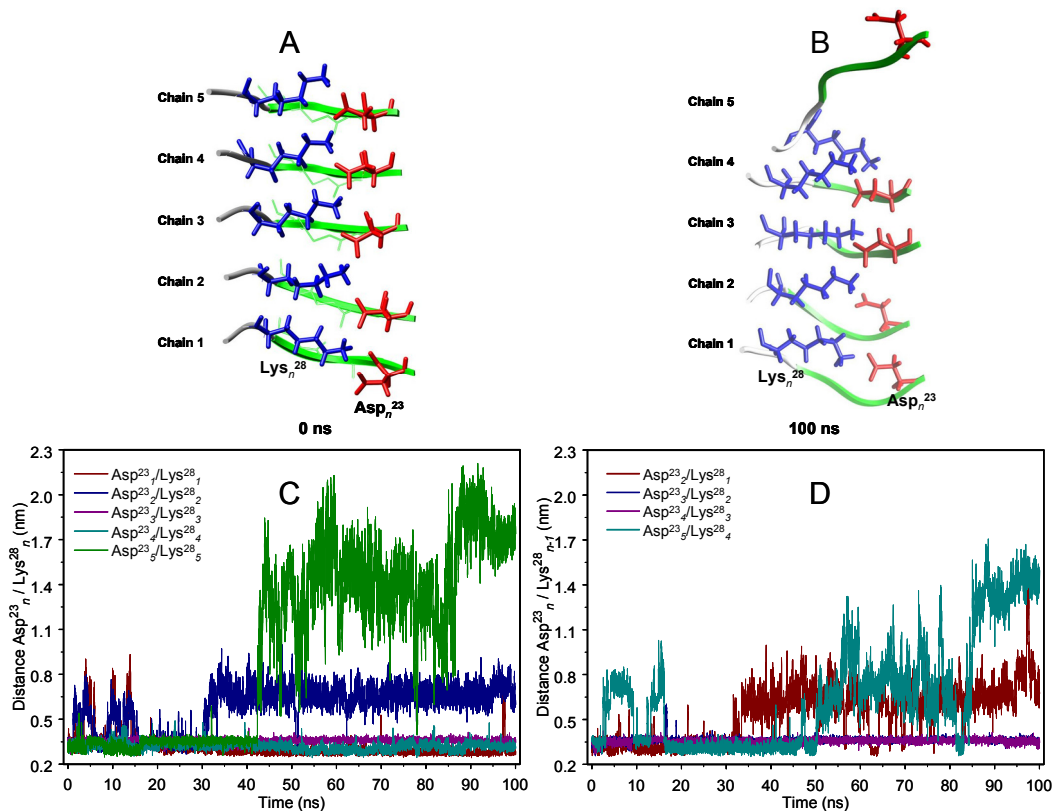 A
B
Chain 5
Chain 4
Chain 3
Chain 2
Chain 1
Lysₙ²⁸
Aspₙ²³
0 ns
Chain 5
Chain 4
Chain 3
Chain 2
Chain 1
Lysₙ²⁸
Aspₙ²³
100 ns
C
Distance Asp²³ₙ / Lys²⁸ₙ (nm)
2.3
2.0
1.7
1.4
1.1
0.8
0.5
0.2
Asp²³₁/Lys²⁸₁
Asp²³₂/Lys²⁸₂
Asp²³₃/Lys²⁸₃
Asp²³₄/Lys²⁸₄
Asp²³₅/Lys²⁸₅
0 10 20 30 40 50 60 70 80 90 100
Time (ns)
D
Distance Asp²³ₙ / Lys²⁸ₙ₋₁ (nm)
2.3
2.0
1.7
1.4
1.1
0.8
0.5
0.2
Asp²³₂/Lys²⁸₁
Asp²³₃/Lys²⁸₂
Asp²³₄/Lys²⁸₃
Asp²³₅/Lys²⁸₄
0 10 20 30 40 50 60 70 80 90 100
Time (ns)